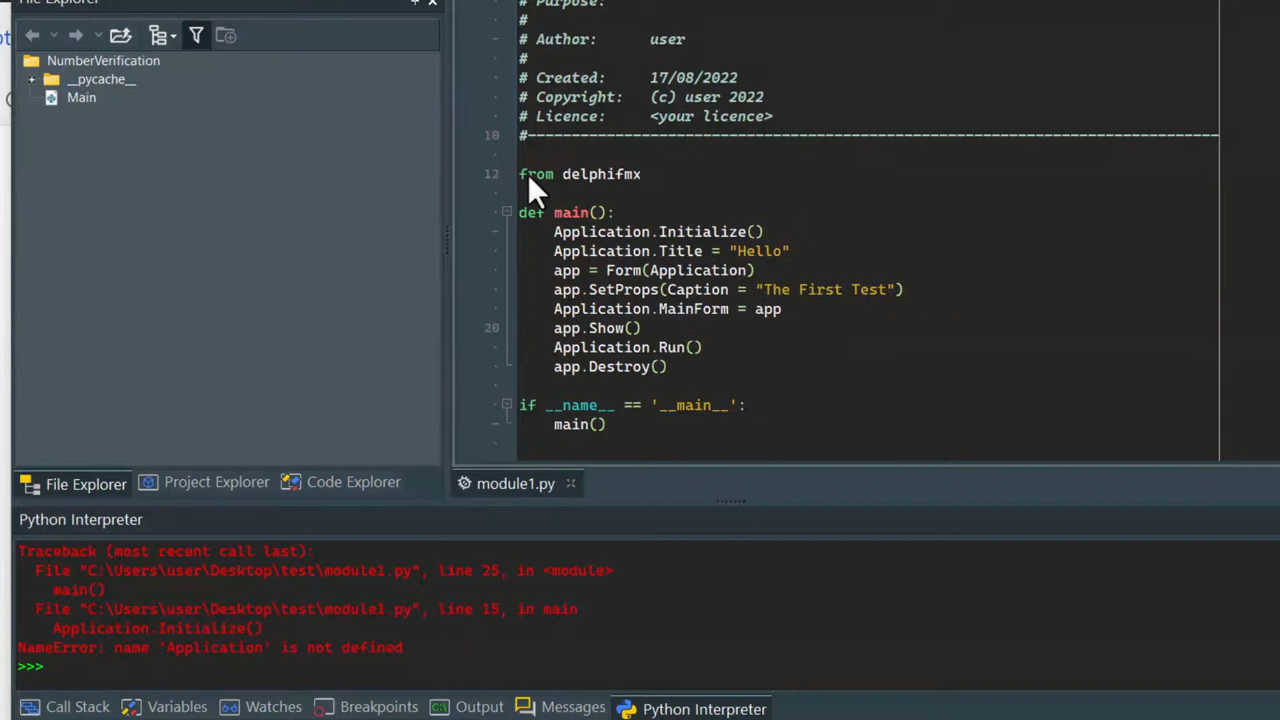 File Explorer
NumberVerification
__pycache__
Main
File Explorer
Project Explorer
Code Explorer
# Purpose:
#
# Author:      user
#
# Created:     17/08/2022
# Copyright:   (c) user 2022
# Licence:     <your licence>
10 #-------------------------------------------------------------------------------
12 from delphifmx
def main():
    Application.Initialize()
    Application.Title = "Hello"
    app = Form(Application)
    app.SetProps(Caption = "The First Test")
    Application.MainForm = app
20     app.Show()
    Application.Run()
    app.Destroy()
if __name__ == '__main__':
    main()
module1.py
Python Interpreter
Traceback (most recent call last):
  File "C:\Users\user\Desktop\test\module1.py", line 25, in <module>
    main()
  File "C:\Users\user\Desktop\test\module1.py", line 15, in main
    Application.Initialize()
NameError: name 'Application' is not defined
>>>
Call Stack
Variables
Watches
Breakpoints
Output
Messages
Python Interpreter